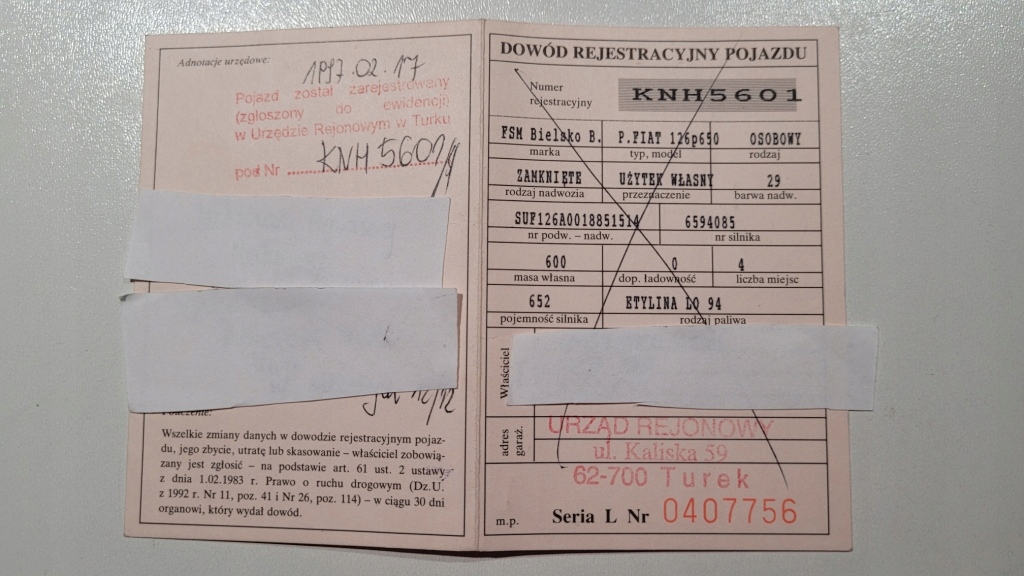 Adnotacje urzędowe:
1997.02.17
Pojazd został zarejestrowany
(zgłoszony do ewidencji)
w Urzędzie Rejonowym w Turku
pod Nr KNH 5601
Wszelkie zmiany danych w dowodzie rejestracyjnym pojaz-
du, jego zbycie, utratę lub skasowanie – właściciel zobowią-
zany jest zgłosić – na podstawie art. 61 ust. 2 ustawy
z dnia 1.02.1983 r. Prawo o ruchu drogowym (Dz.U.
z 1992 r. Nr 11, poz. 41 i Nr 26, poz. 114) – w ciągu 30 dni
organowi, który wydał dowód.
DOWÓD REJESTRACYJNY POJAZDU
Numer
rejestracyjny
KNH5601
FSM Bielsko B. P.FIAT 126p650 OSOBOWY
marka typ, model rodzaj
ZAMKNIĘTE UŻYTEK WŁASNY 29
rodzaj nadwozia przeznaczenie barwa nadw.
SUF126A0018851514 6594085
nr podw. – nadw. nr silnika
600 0 4
masa własna dop. ładowność liczba miejsc
652 ETYLINA LO 94
pojemność silnika rodzaj paliwa
Właściciel
adres
garaż.
URZĄD REJONOWY
ul. Kaliska 59
62-700 Turek
m.p. Seria L Nr 0407756